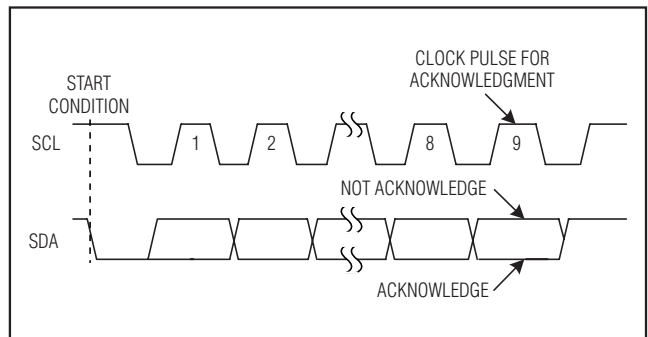 CLOCK PULSE FOR
ACKNOWLEDGMENT
START
CONDITION
SCL
1
2
8
9
NOT ACKNOWLEDGE
SDA
ACKNOWLEDGE